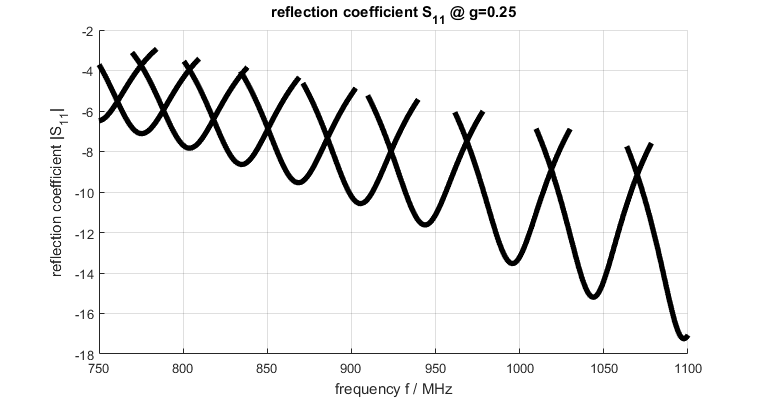 reflection coefficient S11 @ g=0.25
reflection coefficient |S11|
-2
-4
-6
-8
-10
-12
-14
-16
-18
750 800 850 900 950 1000 1050 1100
frequency f / MHz